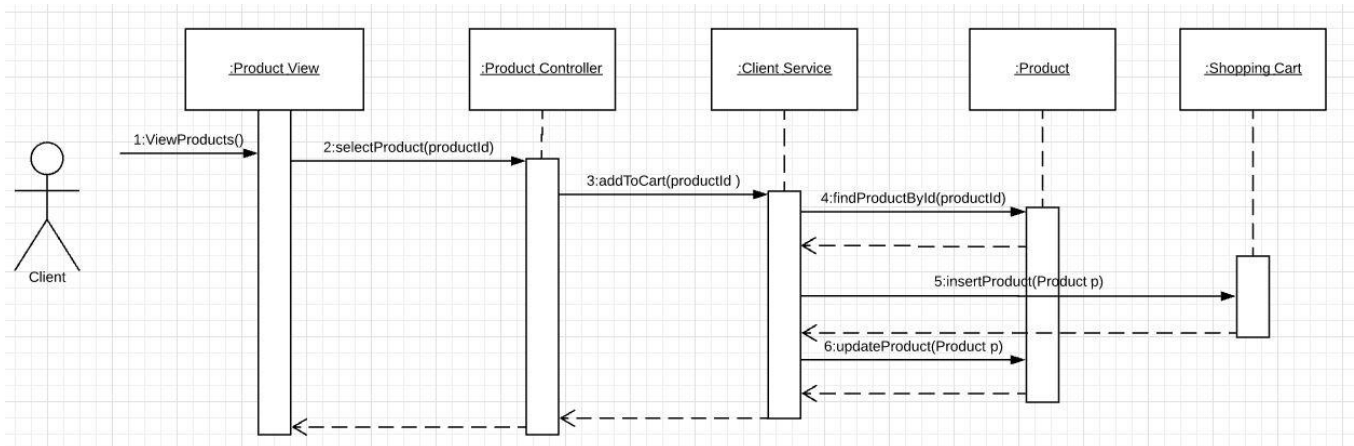 :Product View
:Product Controller
:Client Service
:Product
:Shopping Cart
1:ViewProducts()
2:selectProduct(productId)
3:addToCart(productId )
4:findProductById(productId)
Client
5:insertProduct(Product p)
6:updateProduct(Product p)